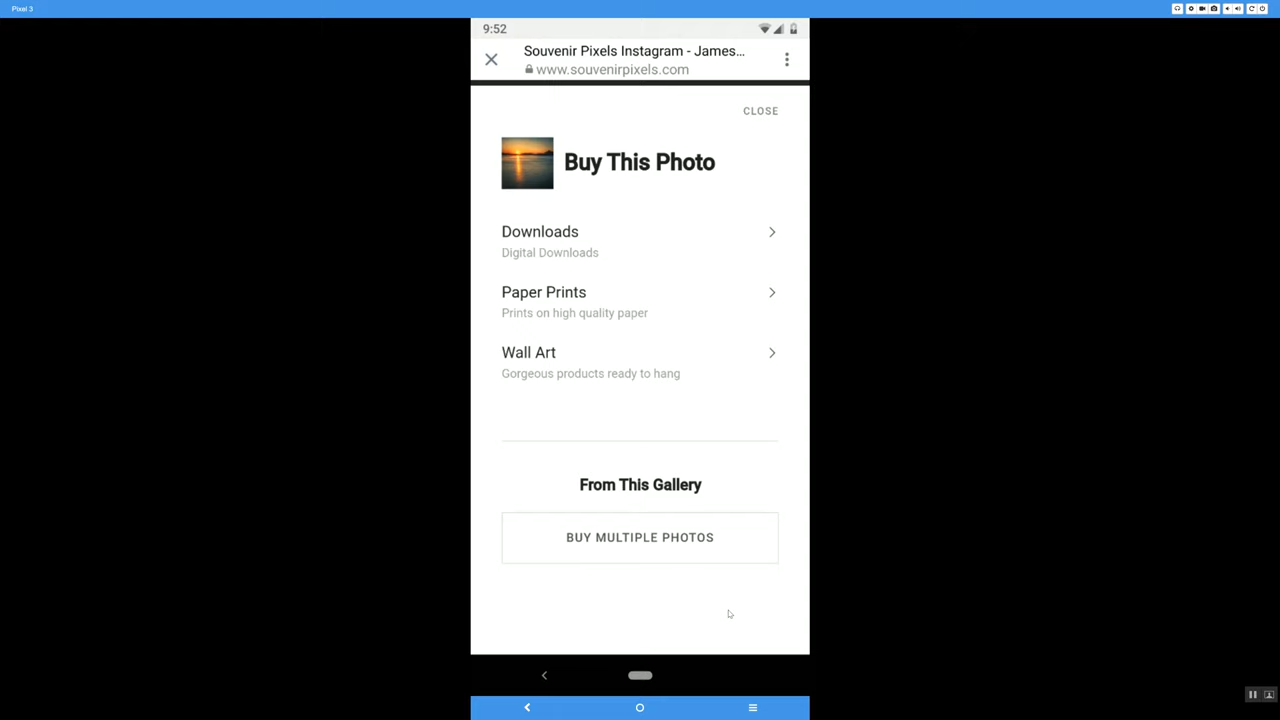 Pixel 3
9:52
Souvenir Pixels Instagram - James...
www.souvenirpixels.com
CLOSE
Buy This Photo
Downloads
Digital Downloads
Paper Prints
Prints on high quality paper
Wall Art
Gorgeous products ready to hang
From This Gallery
BUY MULTIPLE PHOTOS